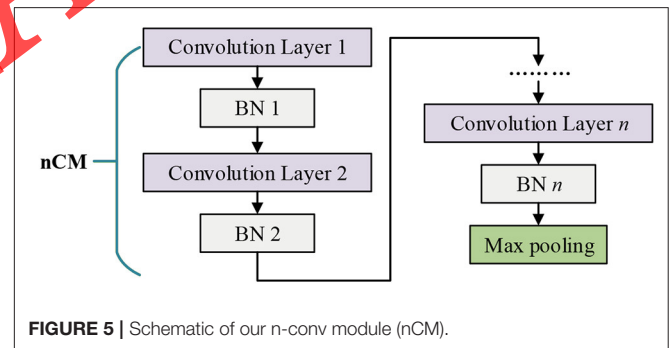 Convolution Layer 1
BN 1
nCM
Convolution Layer 2
BN 2
………
Convolution Layer n
BN n
Max pooling
FIGURE 5 | Schematic of our n-conv module (nCM).